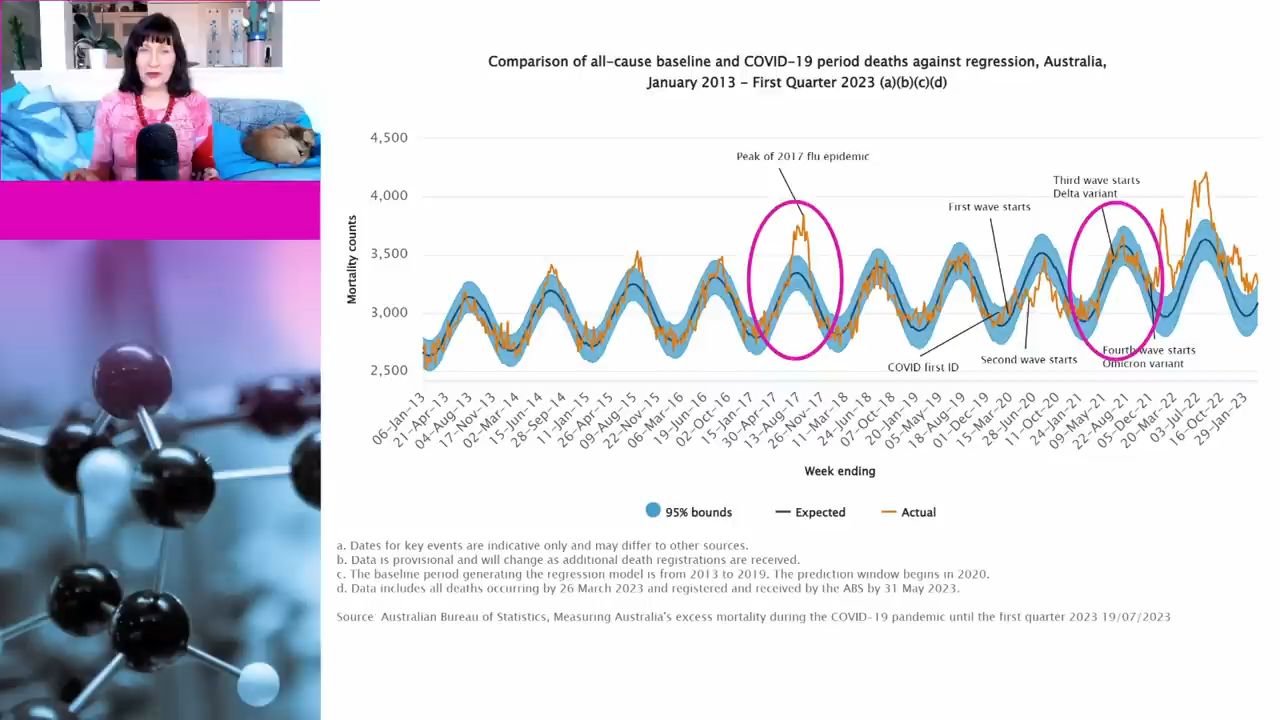 Comparison of all-cause baseline and COVID-19 period deaths against regression, Australia,
January 2013 – First Quarter 2023 (a)(b)(c)(d)
4,500
4,000
3,500
3,000
2,500
Mortality counts
Peak of 2017 flu epidemic
First wave starts
Third wave starts
Delta variant
COVID first ID
Second wave starts
Fourth wave starts
Omicron variant
06-Jan-13
21-Apr-13
04-Aug-13
17-Nov-13
02-Mar-14
15-Jun-14
28-Sep-14
11-Jan-15
26-Apr-15
09-Aug-15
22-Nov-15
06-Mar-16
19-Jun-16
02-Oct-16
15-Jan-17
30-Apr-17
13-Aug-17
26-Nov-17
11-Mar-18
24-Jun-18
07-Oct-18
20-Jan-19
05-May-19
18-Aug-19
01-Dec-19
15-Mar-20
28-Jun-20
11-Oct-20
24-Jan-21
09-May-21
22-Aug-21
05-Dec-21
20-Mar-22
03-Jul-22
16-Oct-22
29-Jan-23
Week ending
95% bounds
Expected
Actual
a. Dates for key events are indicative only and may differ to other sources.
b. Data is provisional and will change as additional death registrations are received.
c. The baseline period generating the regression model is from 2013 to 2019. The prediction window begins in 2020.
d. Data includes all deaths occurring by 26 March 2023 and registered and received by the ABS by 31 May 2023.
Source: Australian Bureau of Statistics, Measuring Australia's excess mortality during the COVID-19 pandemic until the first quarter 2023 19/07/2023